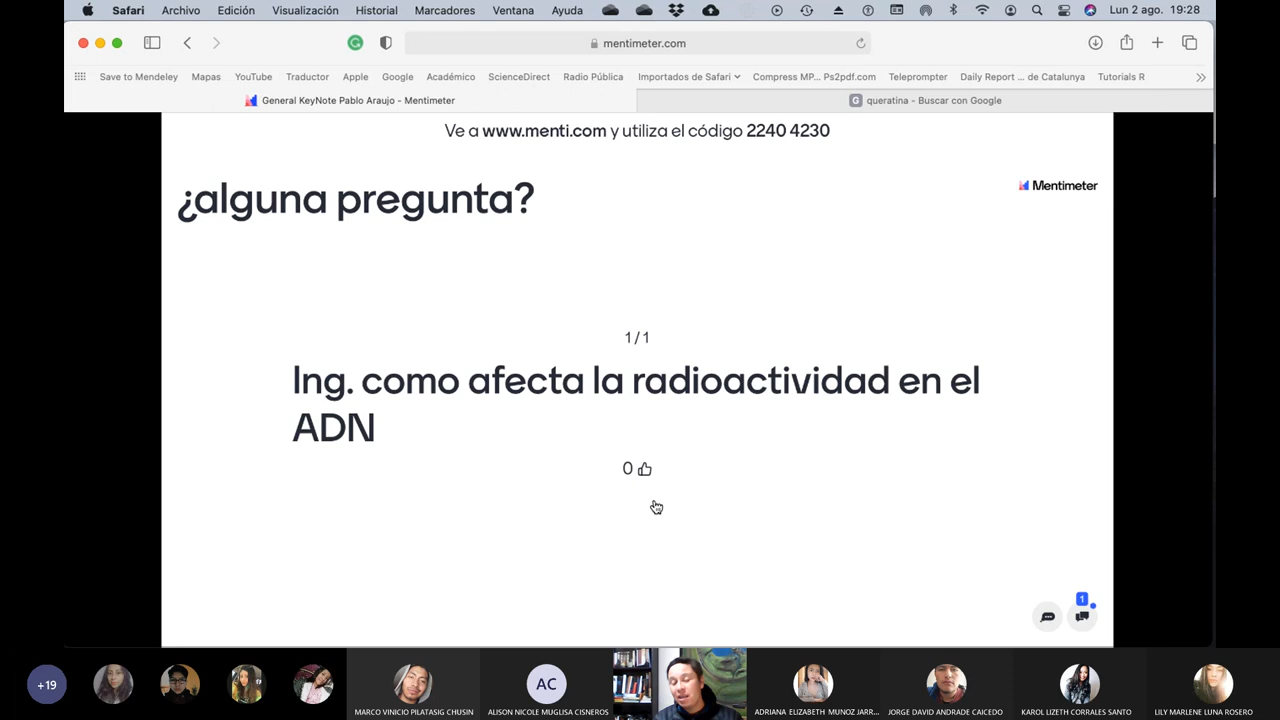 Safari Archivo Edición Visualización Historial Marcadores Ventana Ayuda Lun 2 ago. 19:28
mentimeter.com
Save to Mendeley Mapas YouTube Traductor Apple Google Académico ScienceDirect Radio Pública Importados de Safari Compress MP... Ps2pdf.com Teleprompter Daily Report ... de Catalunya Tutorials R
General KeyNote Pablo Araujo - Mentimeter G queratina - Buscar con Google
Ve a www.menti.com y utiliza el código 2240 4230
Mentimeter
¿alguna pregunta?
1 / 1
Ing. como afecta la radioactividad en el
ADN
0
1
+19 AC
MARCO VINICIO PILATASIG CHUSIN ALISON NICOLE MUGLISA CISNEROS ADRIANA ELIZABETH MUNOZ JARR... JORGE DAVID ANDRADE CAICEDO KAROL LIZETH CORRALES SANTO LILY MARLENE LUNA ROSERO